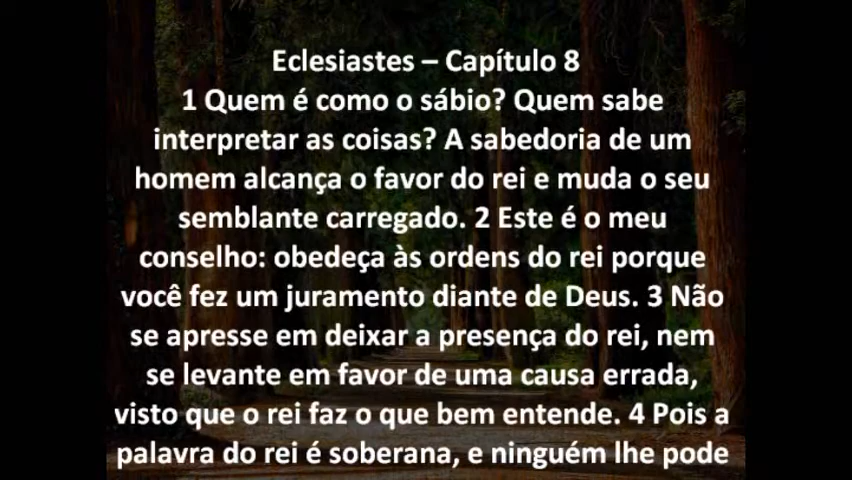 Eclesiastes – Capítulo 8
1 Quem é como o sábio? Quem sabe
interpretar as coisas? A sabedoria de um
homem alcança o favor do rei e muda o seu
semblante carregado. 2 Este é o meu
conselho: obedeça às ordens do rei porque
você fez um juramento diante de Deus. 3 Não
se apresse em deixar a presença do rei, nem
se levante em favor de uma causa errada,
visto que o rei faz o que bem entende. 4 Pois a
palavra do rei é soberana, e ninguém lhe pode